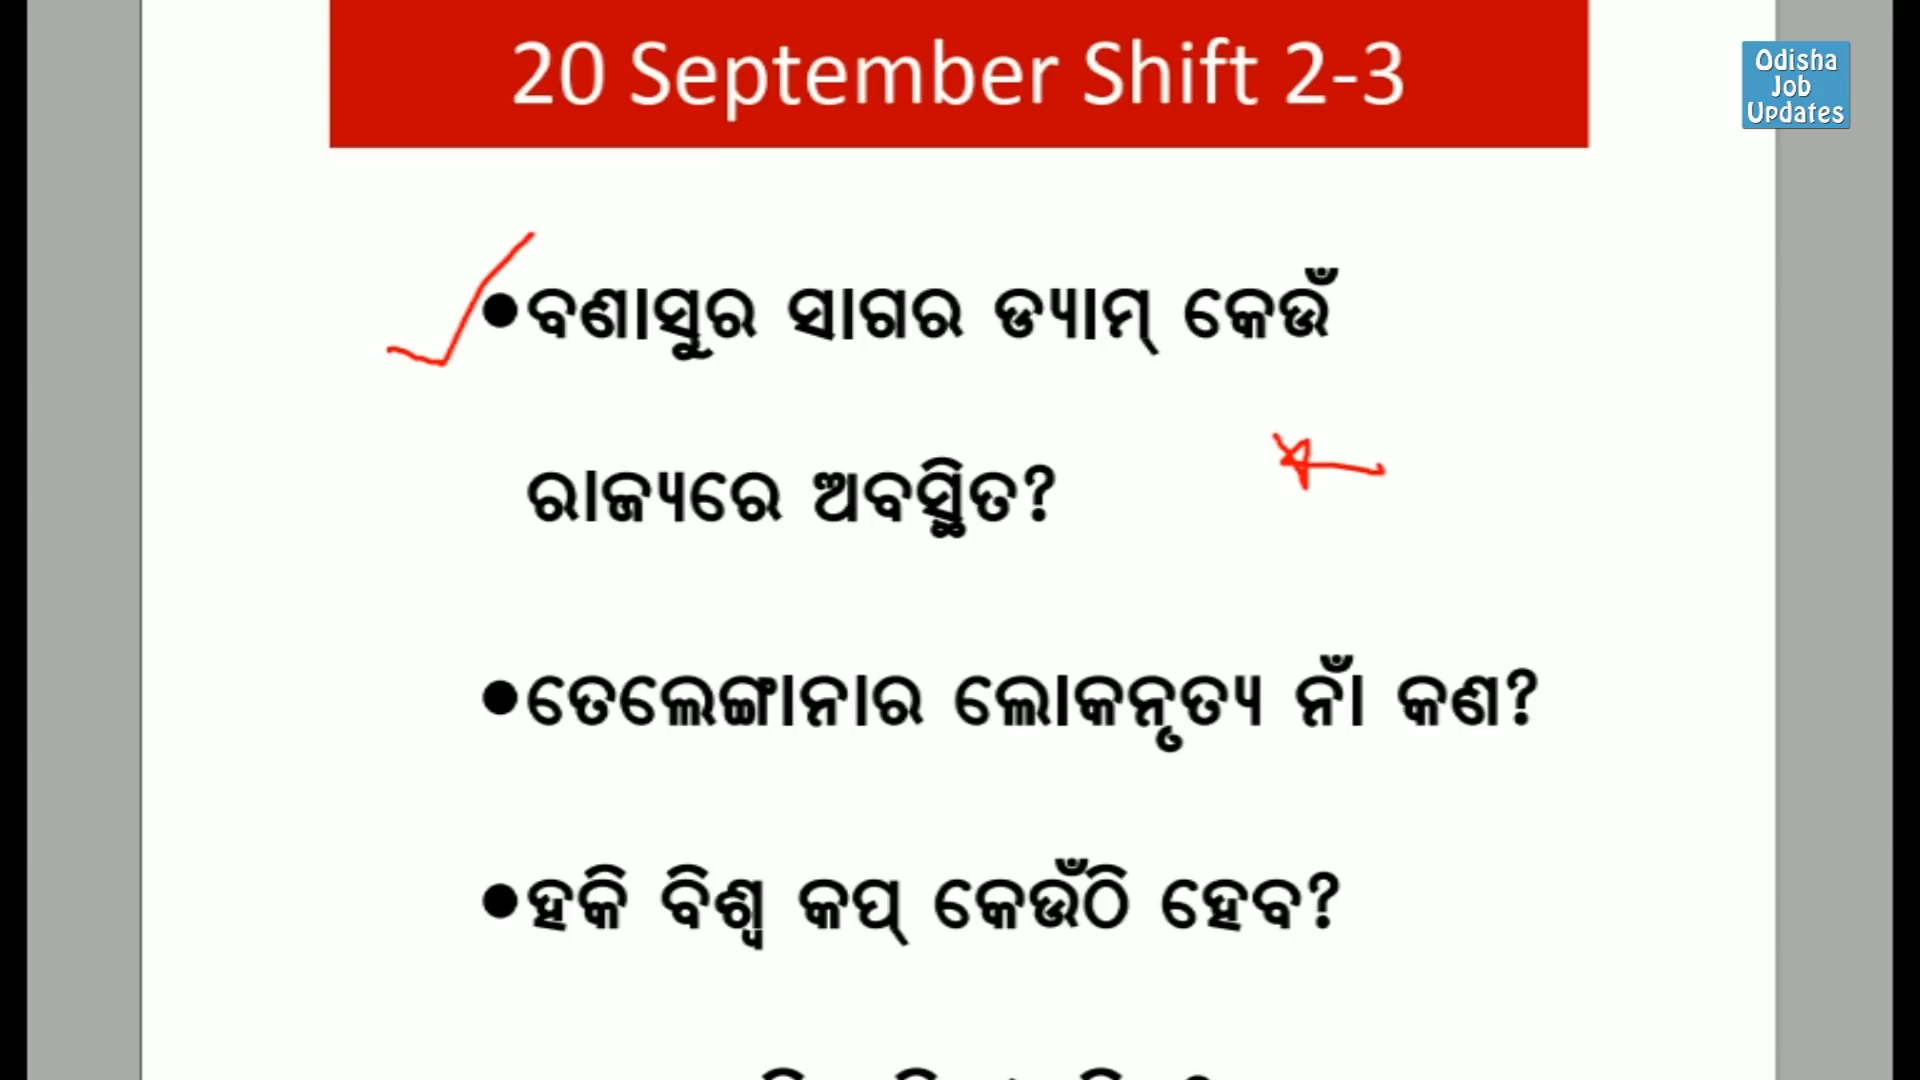 20 September Shift 2-3
Odisha
Job
Updates
●ବଣାସୁର ସାଗର ଡ୍ୟାମ୍ କେଉଁ
ରାଜ୍ୟରେ ଅବସ୍ଥିତ?
●ତେଲେଙ୍ଗାନାର ଲୋକନୃତ୍ୟ ନାଁ କଣ?
●ହକି ବିଶ୍ୱ କପ୍ କେଉଁଠି ହେବ?